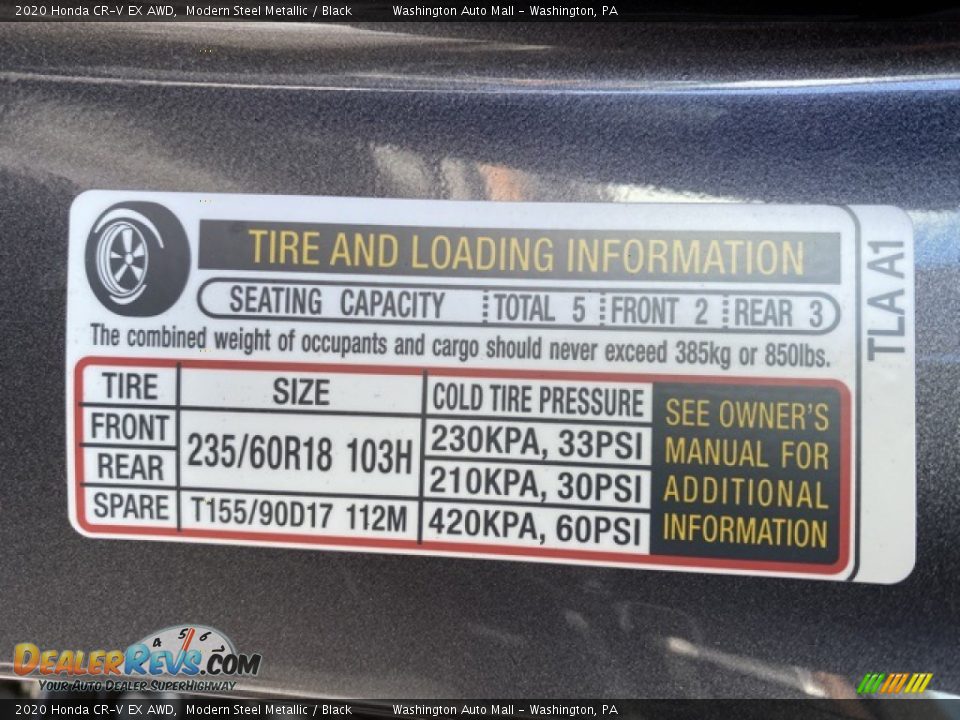 2020 Honda CR-V EX AWD, Modern Steel Metallic / Black Washington Auto Mall - Washington, PA
TIRE AND LOADING INFORMATION
SEATING CAPACITY TOTAL 5 FRONT 2 REAR 3
The combined weight of occupants and cargo should never exceed 385kg or 850lbs.
TLA A1
TIRE SIZE COLD TIRE PRESSURE
FRONT 235/60R18 103H 230KPA, 33PSI
REAR 210KPA, 30PSI
SPARE T155/90D17 112M 420KPA, 60PSI
SEE OWNER'S
MANUAL FOR
ADDITIONAL
INFORMATION
4 5 6
DEALERREVS.COM
YOUR AUTO DEALER SUPERHIGHWAY
2020 Honda CR-V EX AWD, Modern Steel Metallic / Black Washington Auto Mall - Washington, PA